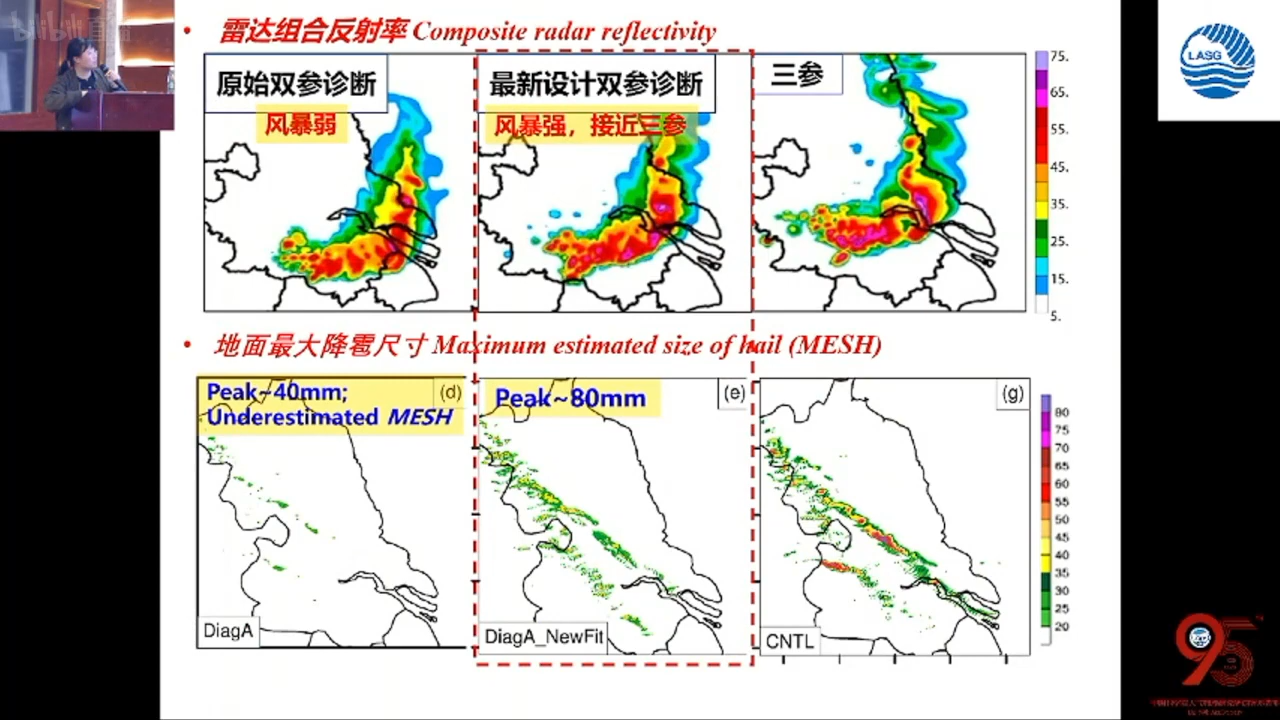 bilibili 直播
• 雷达组合反射率 Composite radar reflectivity
原始双参诊断
风暴弱
最新设计双参诊断
风暴强，接近三参
三参
75.
65.
55.
45.
35.
25.
15.
5.
LASG
• 地面最大降雹尺寸 Maximum estimated size of hail (MESH)
Peak~40mm;
Underestimated MESH
(d)
DiagA
Peak~80mm
(e)
DiagA_NewFit
(g)
CNTL
80
75
70
65
60
55
50
45
40
35
30
25
20
95